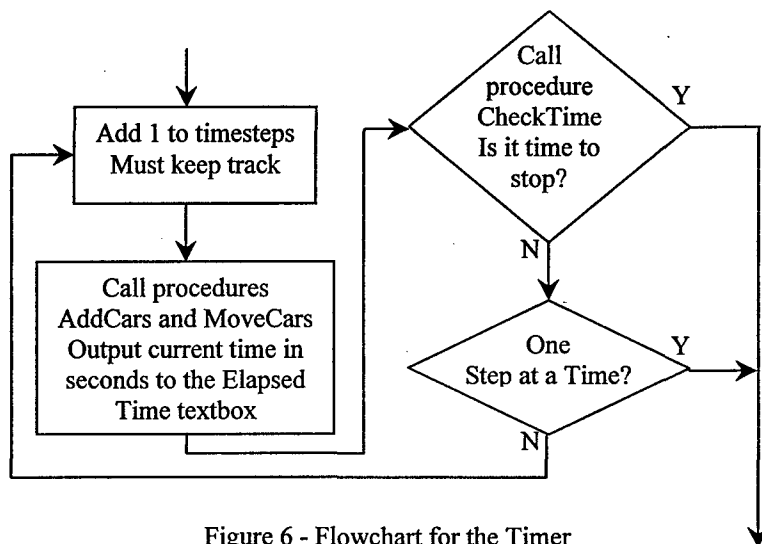 Add 1 to timesteps
Must keep track
Call procedures
AddCars and MoveCars
Output current time in
seconds to the Elapsed
Time textbox
Call
procedure
CheckTime
Is it time to
stop?
Y
N
One
Step at a Time?
Y
N
Figure 6 - Flowchart for the Timer